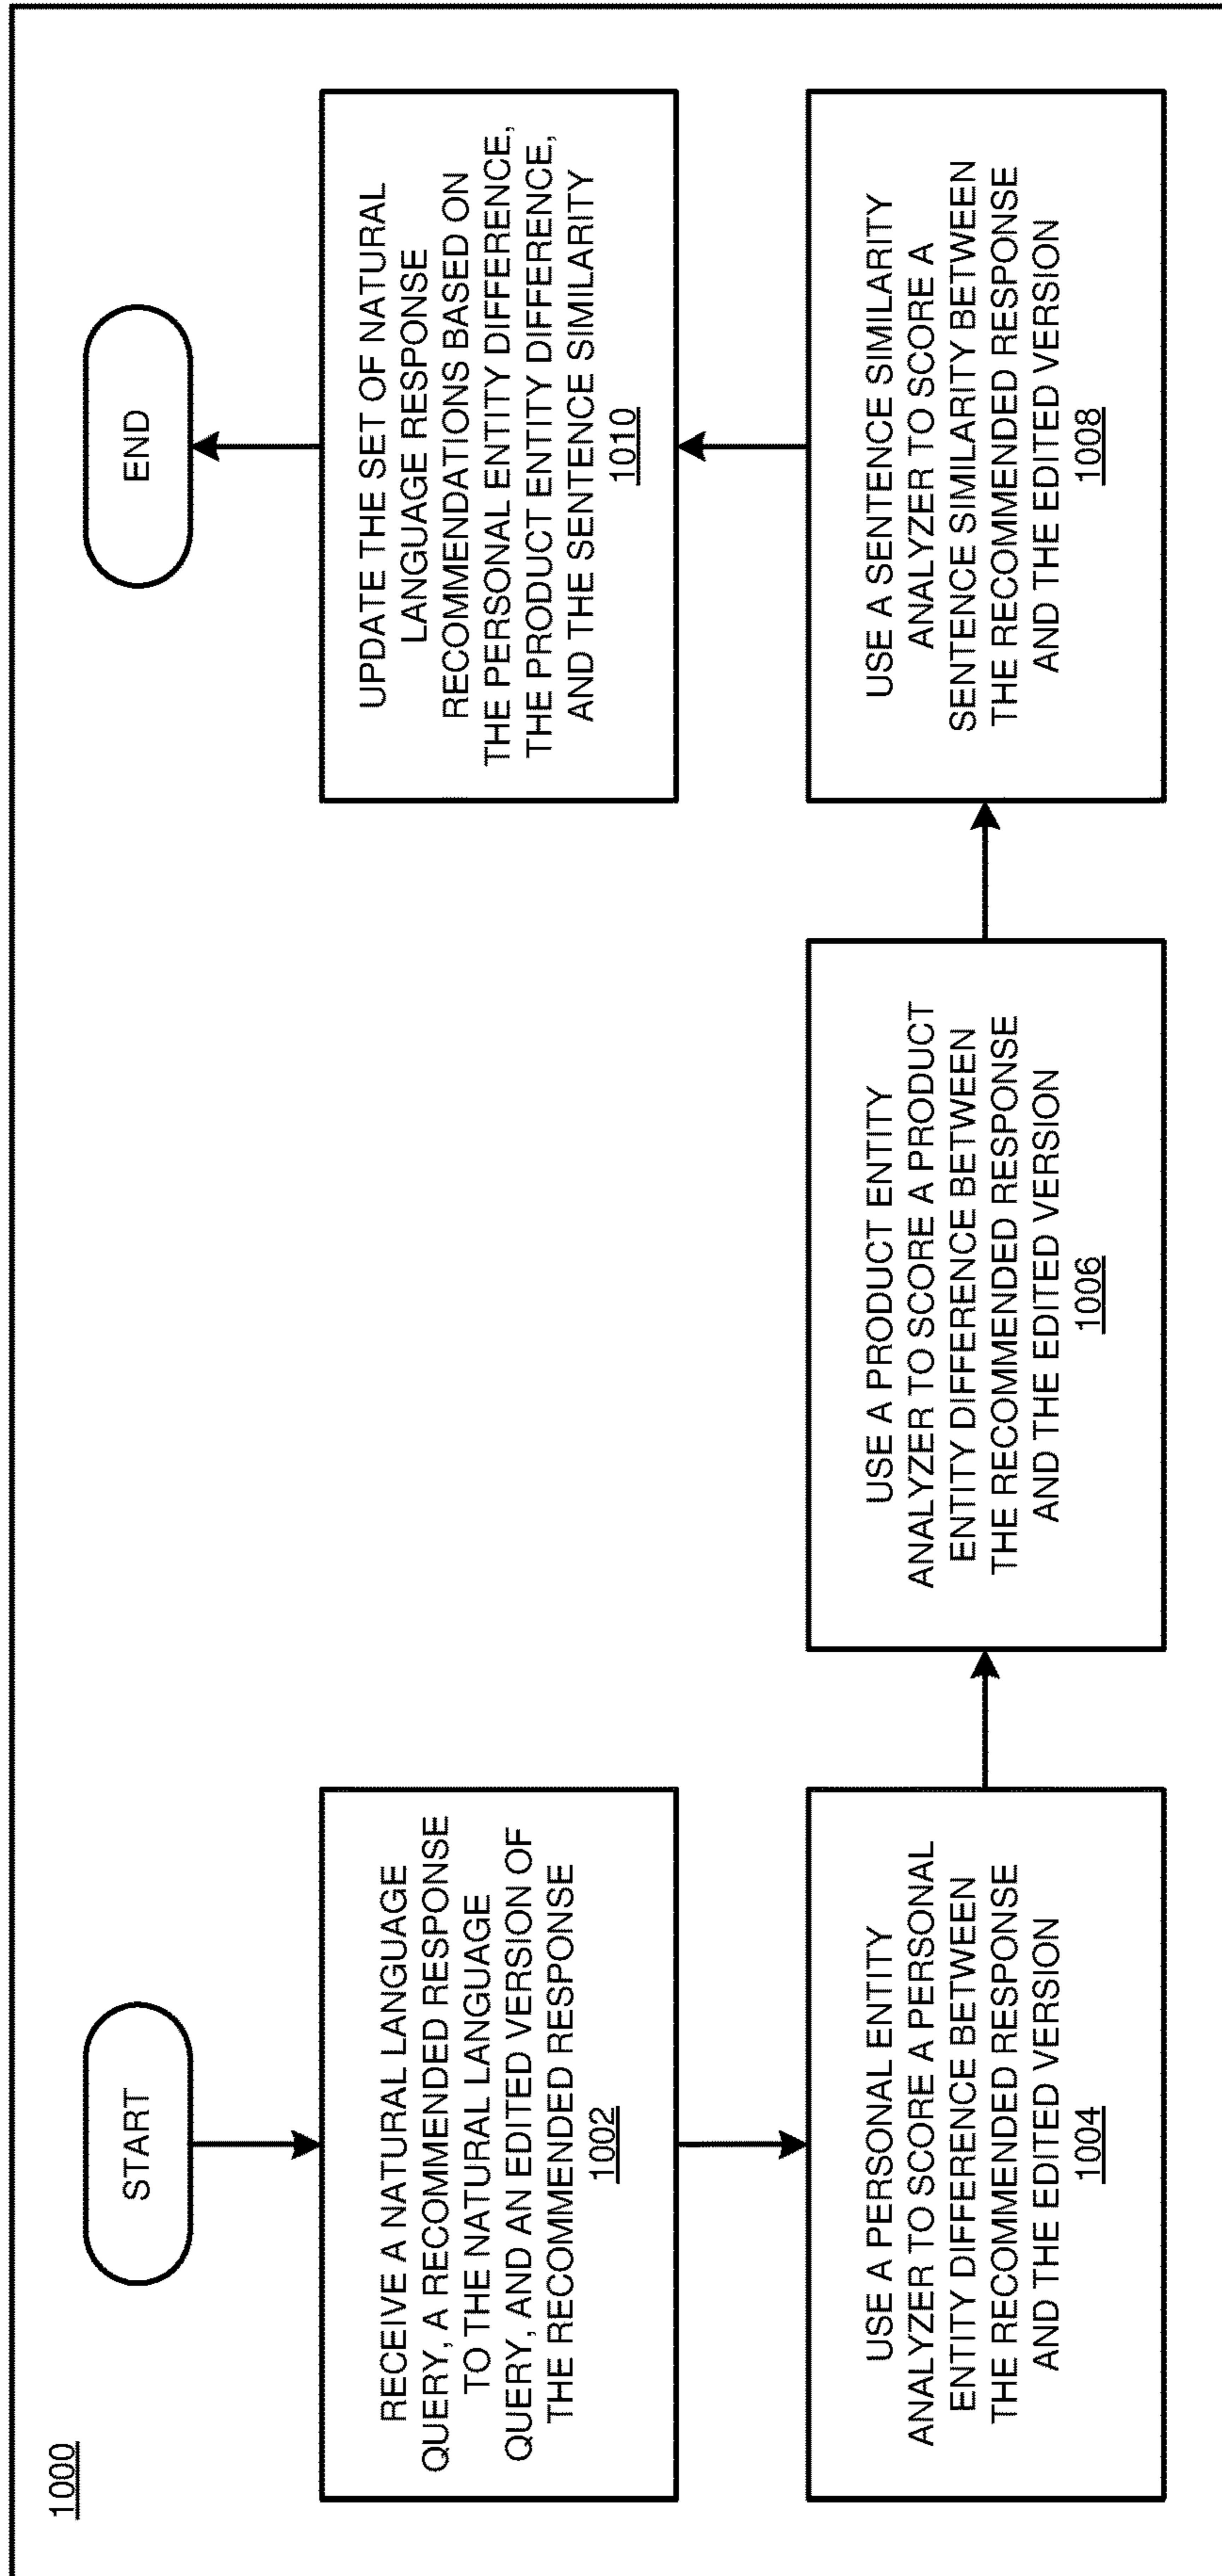 1000
START
RECEIVE A NATURAL LANGUAGE
QUERY, A RECOMMENDED RESPONSE
TO THE NATURAL LANGUAGE
QUERY, AND AN EDITED VERSION OF
THE RECOMMENDED RESPONSE
1002
USE A PERSONAL ENTITY
ANALYZER TO SCORE A PERSONAL
ENTITY DIFFERENCE BETWEEN
THE RECOMMENDED RESPONSE
AND THE EDITED VERSION
1004
USE A PRODUCT ENTITY
ANALYZER TO SCORE A PRODUCT
ENTITY DIFFERENCE BETWEEN
THE RECOMMENDED RESPONSE
AND THE EDITED VERSION
1006
USE A SENTENCE SIMILARITY
ANALYZER TO SCORE A
SENTENCE SIMILARITY BETWEEN
THE RECOMMENDED RESPONSE
AND THE EDITED VERSION
1008
UPDATE THE SET OF NATURAL
LANGUAGE RESPONSE
RECOMMENDATIONS BASED ON
THE PERSONAL ENTITY DIFFERENCE,
THE PRODUCT ENTITY DIFFERENCE,
AND THE SENTENCE SIMILARITY
1010
END